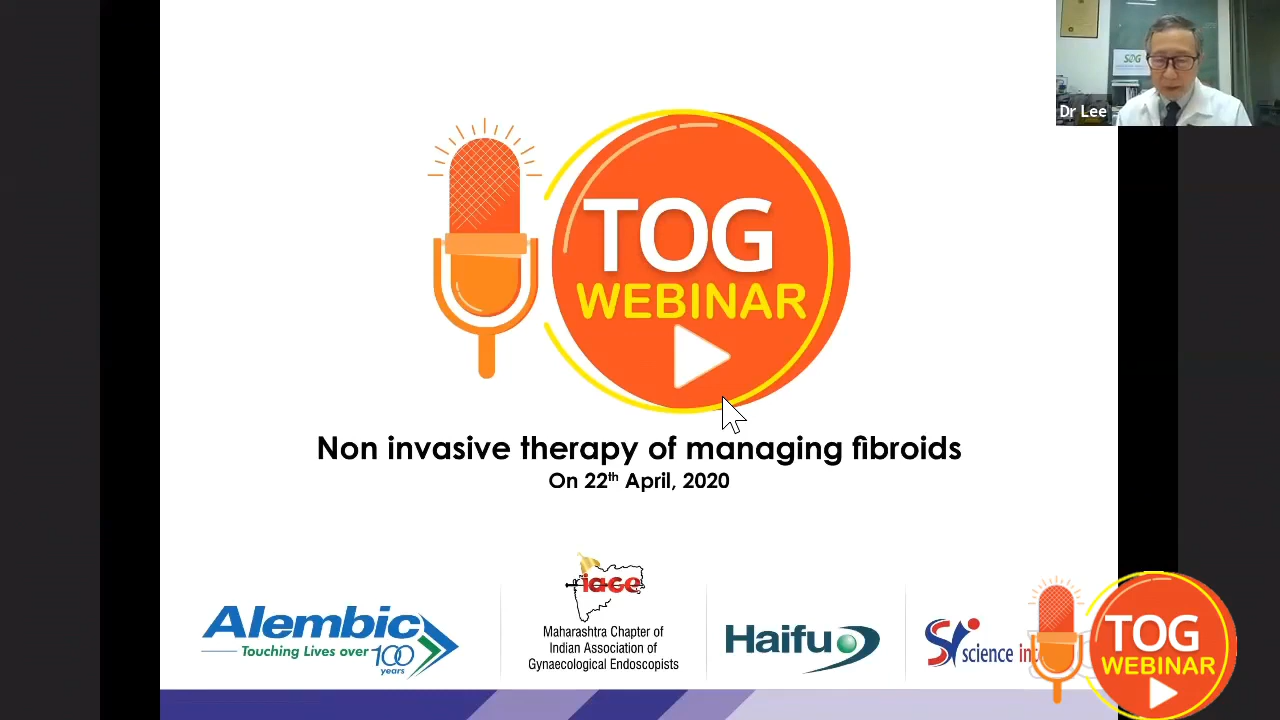 SOG
Dr Lee
TOG
WEBINAR
Non invasive therapy of managing fibroids
On 22th April, 2020
Alembic
Touching Lives over 100
years
iage
Maharashtra Chapter of
Indian Association of
Gynaecological Endoscopists
Haifu
science
TOG
WEBINAR